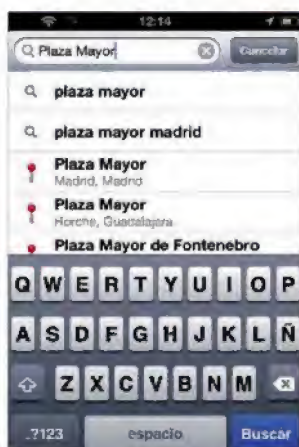 12:14
Plaza Mayor
Cancelar
plaza mayor
plaza mayor madrid
Plaza Mayor
Madrid, Madrid
Plaza Mayor
Horche, Guadalajara
Plaza Mayor de Fontenebro
Q W E R T Y U I O P
A S D F G H J K L Ñ
Z X C V B N M
.?123 espacio Buscar